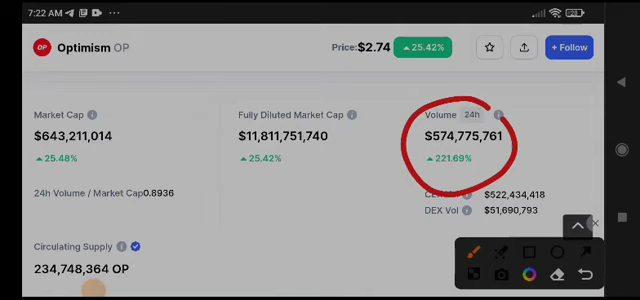 7:22 AM
Optimism OP
Price: $2.74 25.42%
+ Follow
Market Cap
$643,211,014
25.48%
24h Volume / Market Cap 0.8936
Fully Diluted Market Cap
$11,811,751,740
25.42%
Volume 24h
$574,775,761
221.69%
$522,434,418
DEX Vol $51,690,793
Circulating Supply
234,748,364 OP